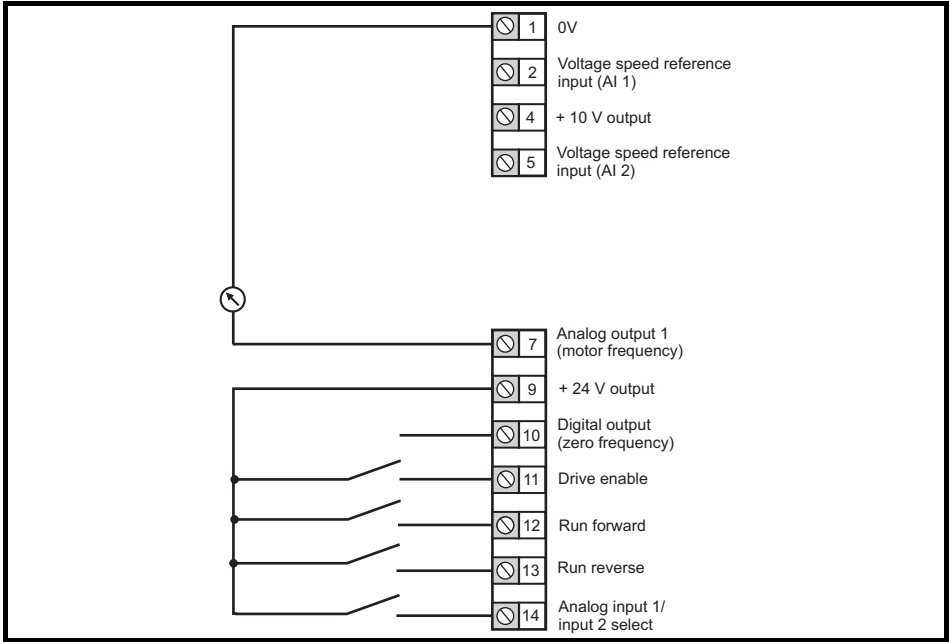 1 0V
2 Voltage speed reference
input (AI 1)
4 + 10 V output
5 Voltage speed reference
input (AI 2)
7 Analog output 1
(motor frequency)
9 + 24 V output
10 Digital output
(zero frequency)
11 Drive enable
12 Run forward
13 Run reverse
14 Analog input 1/
input 2 select